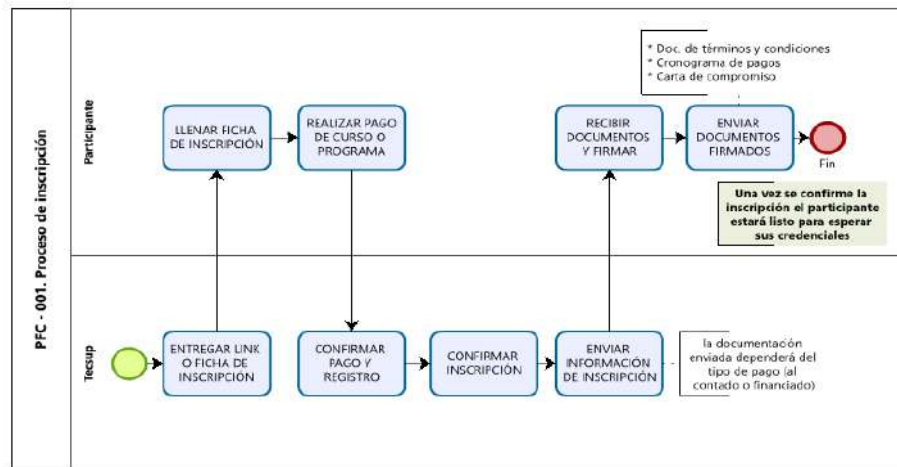 PFC - 001. Proceso de inscripción
Participante
* Doc. de términos y condiciones
* Cronograma de pagos
* Carta de compromiso
LLENAR FICHA
DE INSCRIPCIÓN
REALIZAR PAGO
DE CURSO O
PROGRAMA
RECIBIR
DOCUMENTOS
Y FIRMAR
ENVIAR
DOCUMENTOS
FIRMADOS
Fin
Una vez se confirme la
inscripción el participante
estará listo para esperar
sus credenciales
Tecsup
ENTREGAR LINK
O FICHA DE
INSCRIPCIÓN
CONFIRMAR
PAGO Y
REGISTRO
CONFIRMAR
INSCRIPCIÓN
ENVIAR
INFORMACIÓN
DE INSCRIPCIÓN
la documentación
enviada dependerá del
tipo de pago (al
contado o financiado)